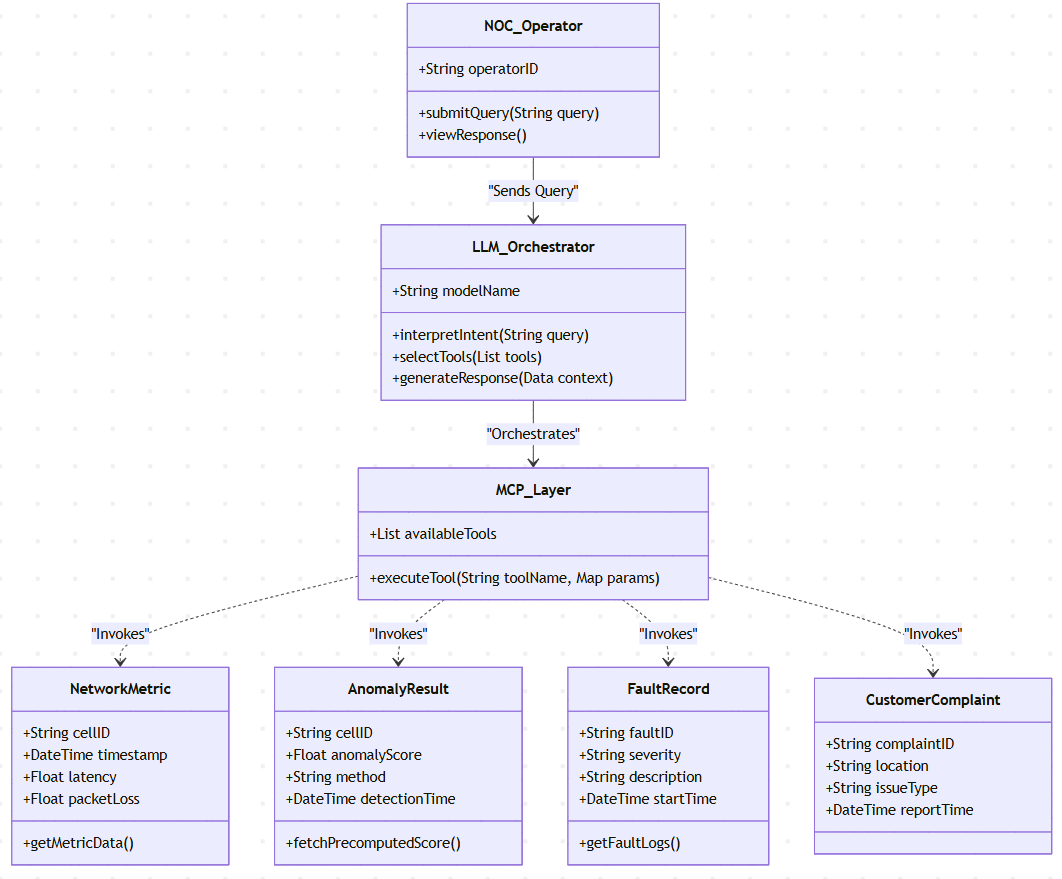 NOC_Operator
+String operatorID
+submitQuery(String query)
+viewResponse()
"Sends Query"
LLM_Orchestrator
+String modelName
+interpretIntent(String query)
+selectTools(List tools)
+generateResponse(Data context)
"Orchestrates"
MCP_Layer
+List availableTools
+executeTool(String toolName, Map params)
"Invokes"
"Invokes"
"Invokes"
"Invokes"
NetworkMetric
+String cellID
+DateTime timestamp
+Float latency
+Float packetLoss
+getMetricData()
AnomalyResult
+String cellID
+Float anomalyScore
+String method
+DateTime detectionTime
+fetchPrecomputedScore()
FaultRecord
+String faultID
+String severity
+String description
+DateTime startTime
+getFaultLogs()
CustomerComplaint
+String complaintID
+String location
+String issueType
+DateTime reportTime